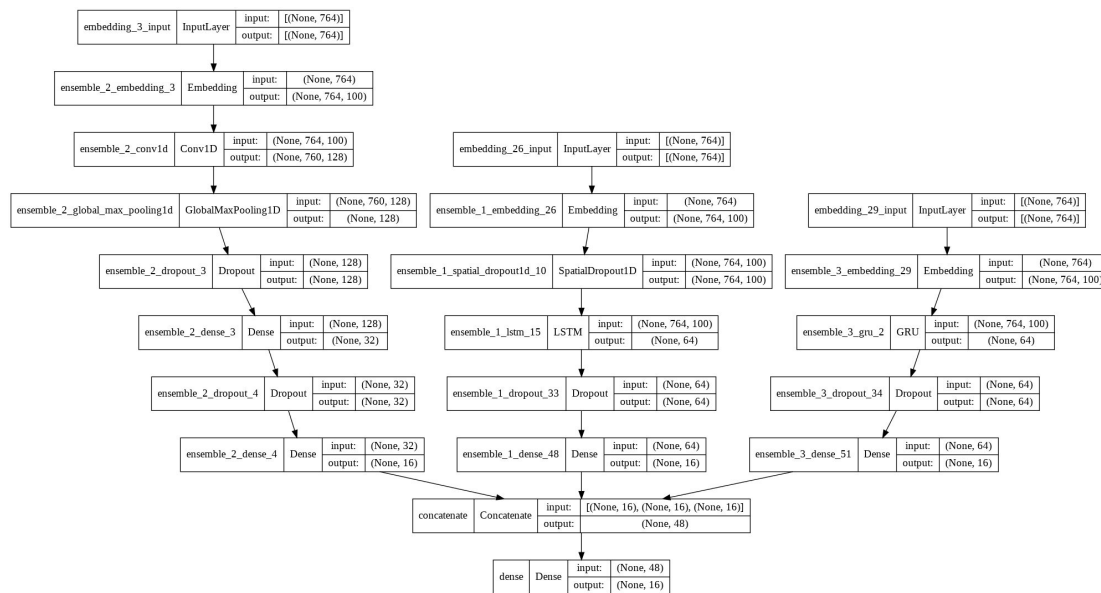 embedding_3_input InputLayer input: [(None, 764)]
output: [(None, 764)]
ensemble_2_embedding_3 Embedding input: (None, 764)
output: (None, 764, 100)
ensemble_2_conv1d Conv1D input: (None, 764, 100)
output: (None, 760, 128)
ensemble_2_global_max_pooling1d GlobalMaxPooling1D input: (None, 760, 128)
output: (None, 128)
ensemble_2_dropout_3 Dropout input: (None, 128)
output: (None, 128)
ensemble_2_dense_3 Dense input: (None, 128)
output: (None, 32)
ensemble_2_dropout_4 Dropout input: (None, 32)
output: (None, 32)
ensemble_2_dense_4 Dense input: (None, 32)
output: (None, 16)
embedding_26_input InputLayer input: [(None, 764)]
output: [(None, 764)]
ensemble_1_embedding_26 Embedding input: (None, 764)
output: (None, 764, 100)
ensemble_1_spatial_dropout1d_10 SpatialDropout1D input: (None, 764, 100)
output: (None, 764, 100)
ensemble_1_lstm_15 LSTM input: (None, 764, 100)
output: (None, 64)
ensemble_1_dropout_33 Dropout input: (None, 64)
output: (None, 64)
ensemble_1_dense_48 Dense input: (None, 64)
output: (None, 16)
embedding_29_input InputLayer input: [(None, 764)]
output: [(None, 764)]
ensemble_3_embedding_29 Embedding input: (None, 764)
output: (None, 764, 100)
ensemble_3_gru_2 GRU input: (None, 764, 100)
output: (None, 64)
ensemble_3_dropout_34 Dropout input: (None, 64)
output: (None, 64)
ensemble_3_dense_51 Dense input: (None, 64)
output: (None, 16)
concatenate Concatenate input: [(None, 16), (None, 16), (None, 16)]
output: (None, 48)
dense Dense input: (None, 48)
output: (None, 16)